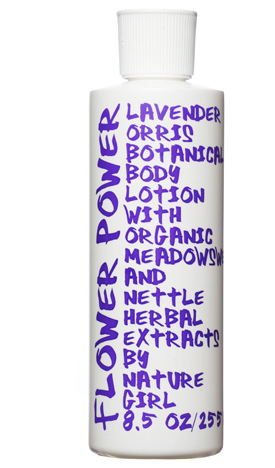 FLOWER POWER
LAVENDER
ORRIS
BOTANICAL
BODY
LOTION
WITH
ORGANIC
MEADOWSWE
AND
NETTLE
HERBAL
EXTRACTS
BY
NATURE
GIRL
8.5 OZ/255